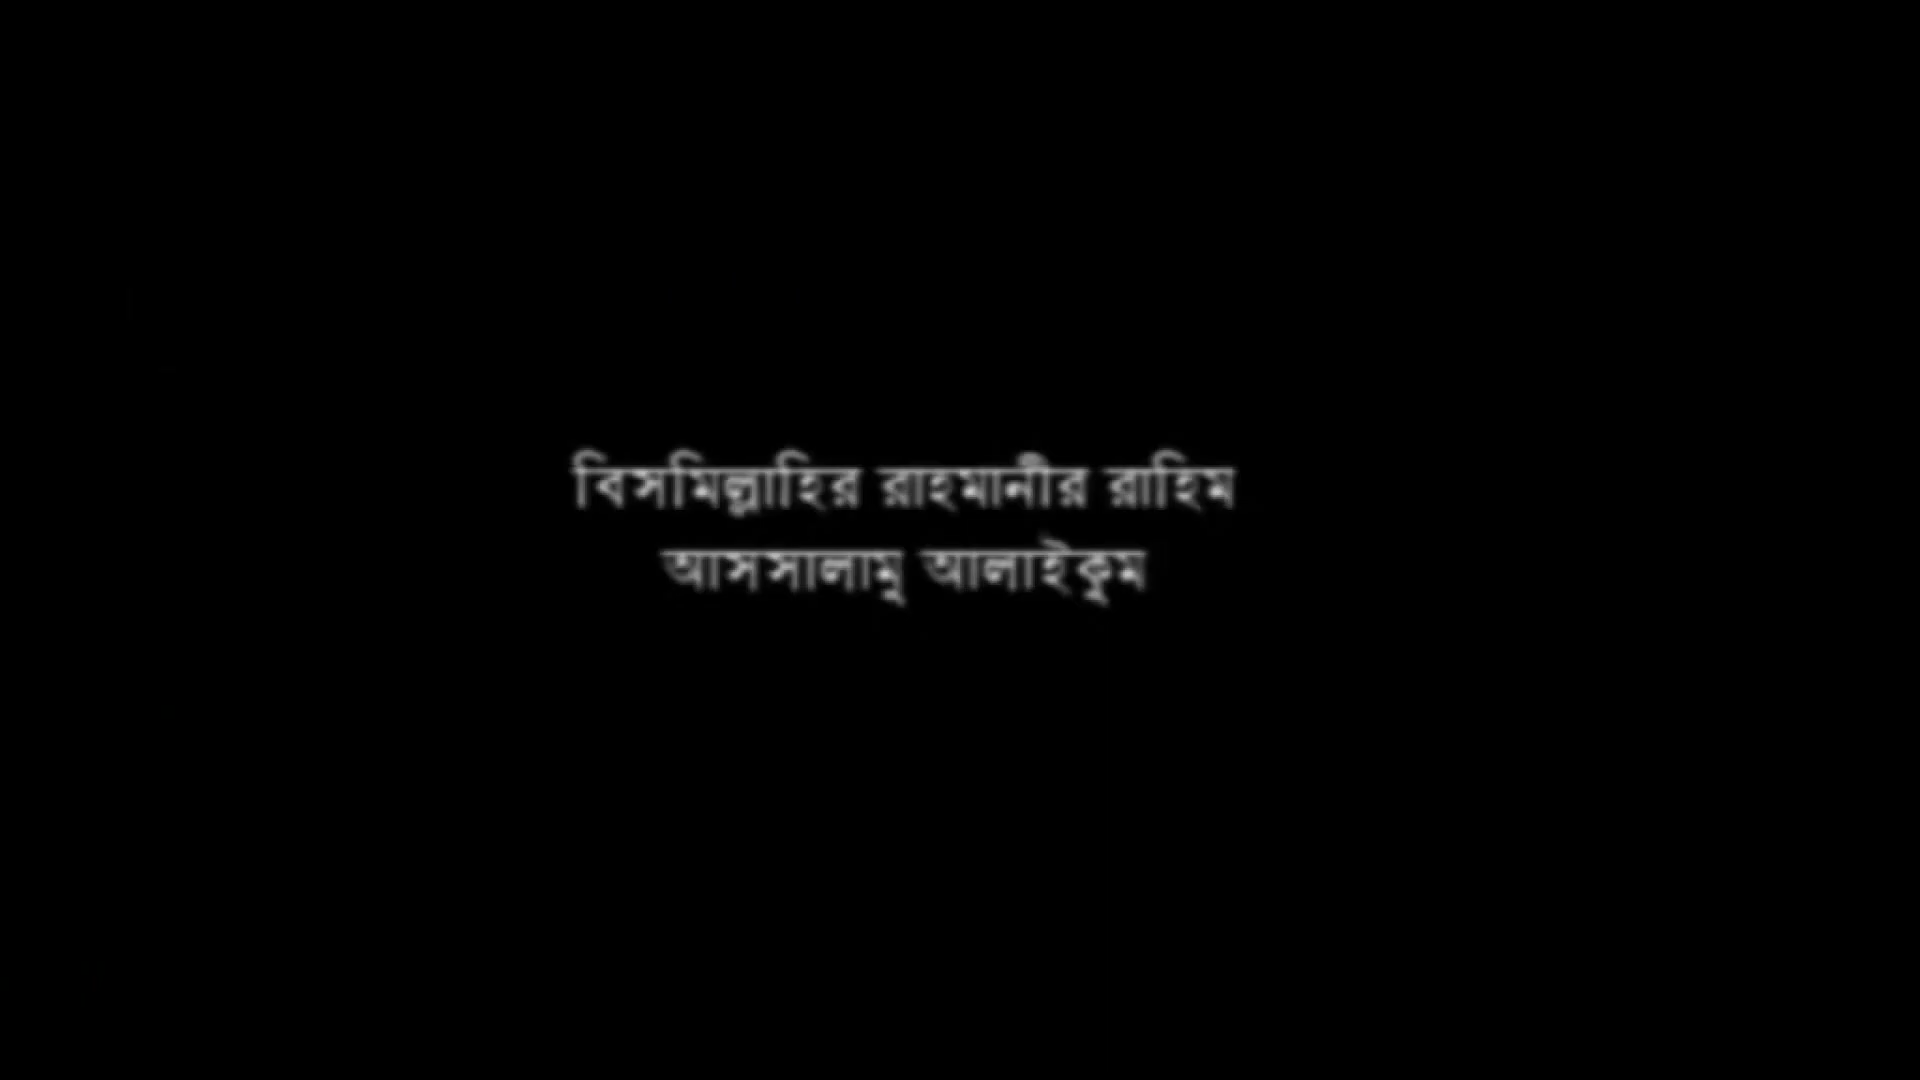 বিসমিল্লাহির রাহমানীর রাহিম
আসসালামু আলাইকুম